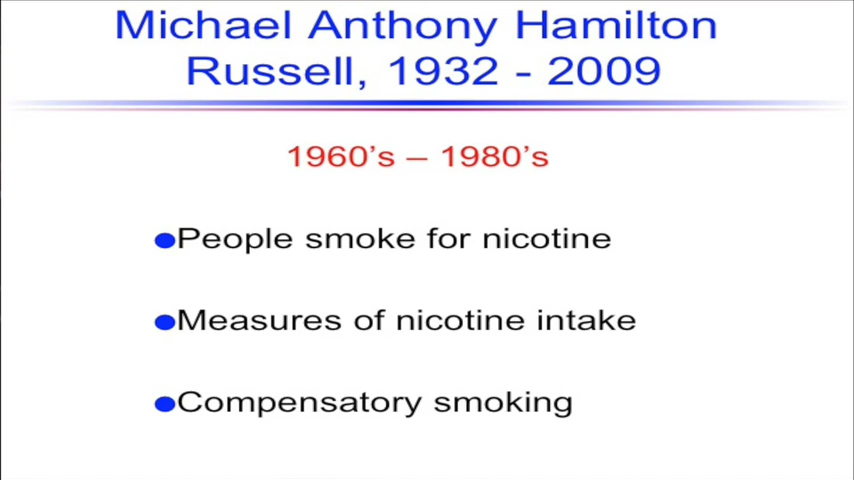 Michael Anthony Hamilton
Russell, 1932 - 2009
1960’s – 1980’s
●People smoke for nicotine
●Measures of nicotine intake
●Compensatory smoking